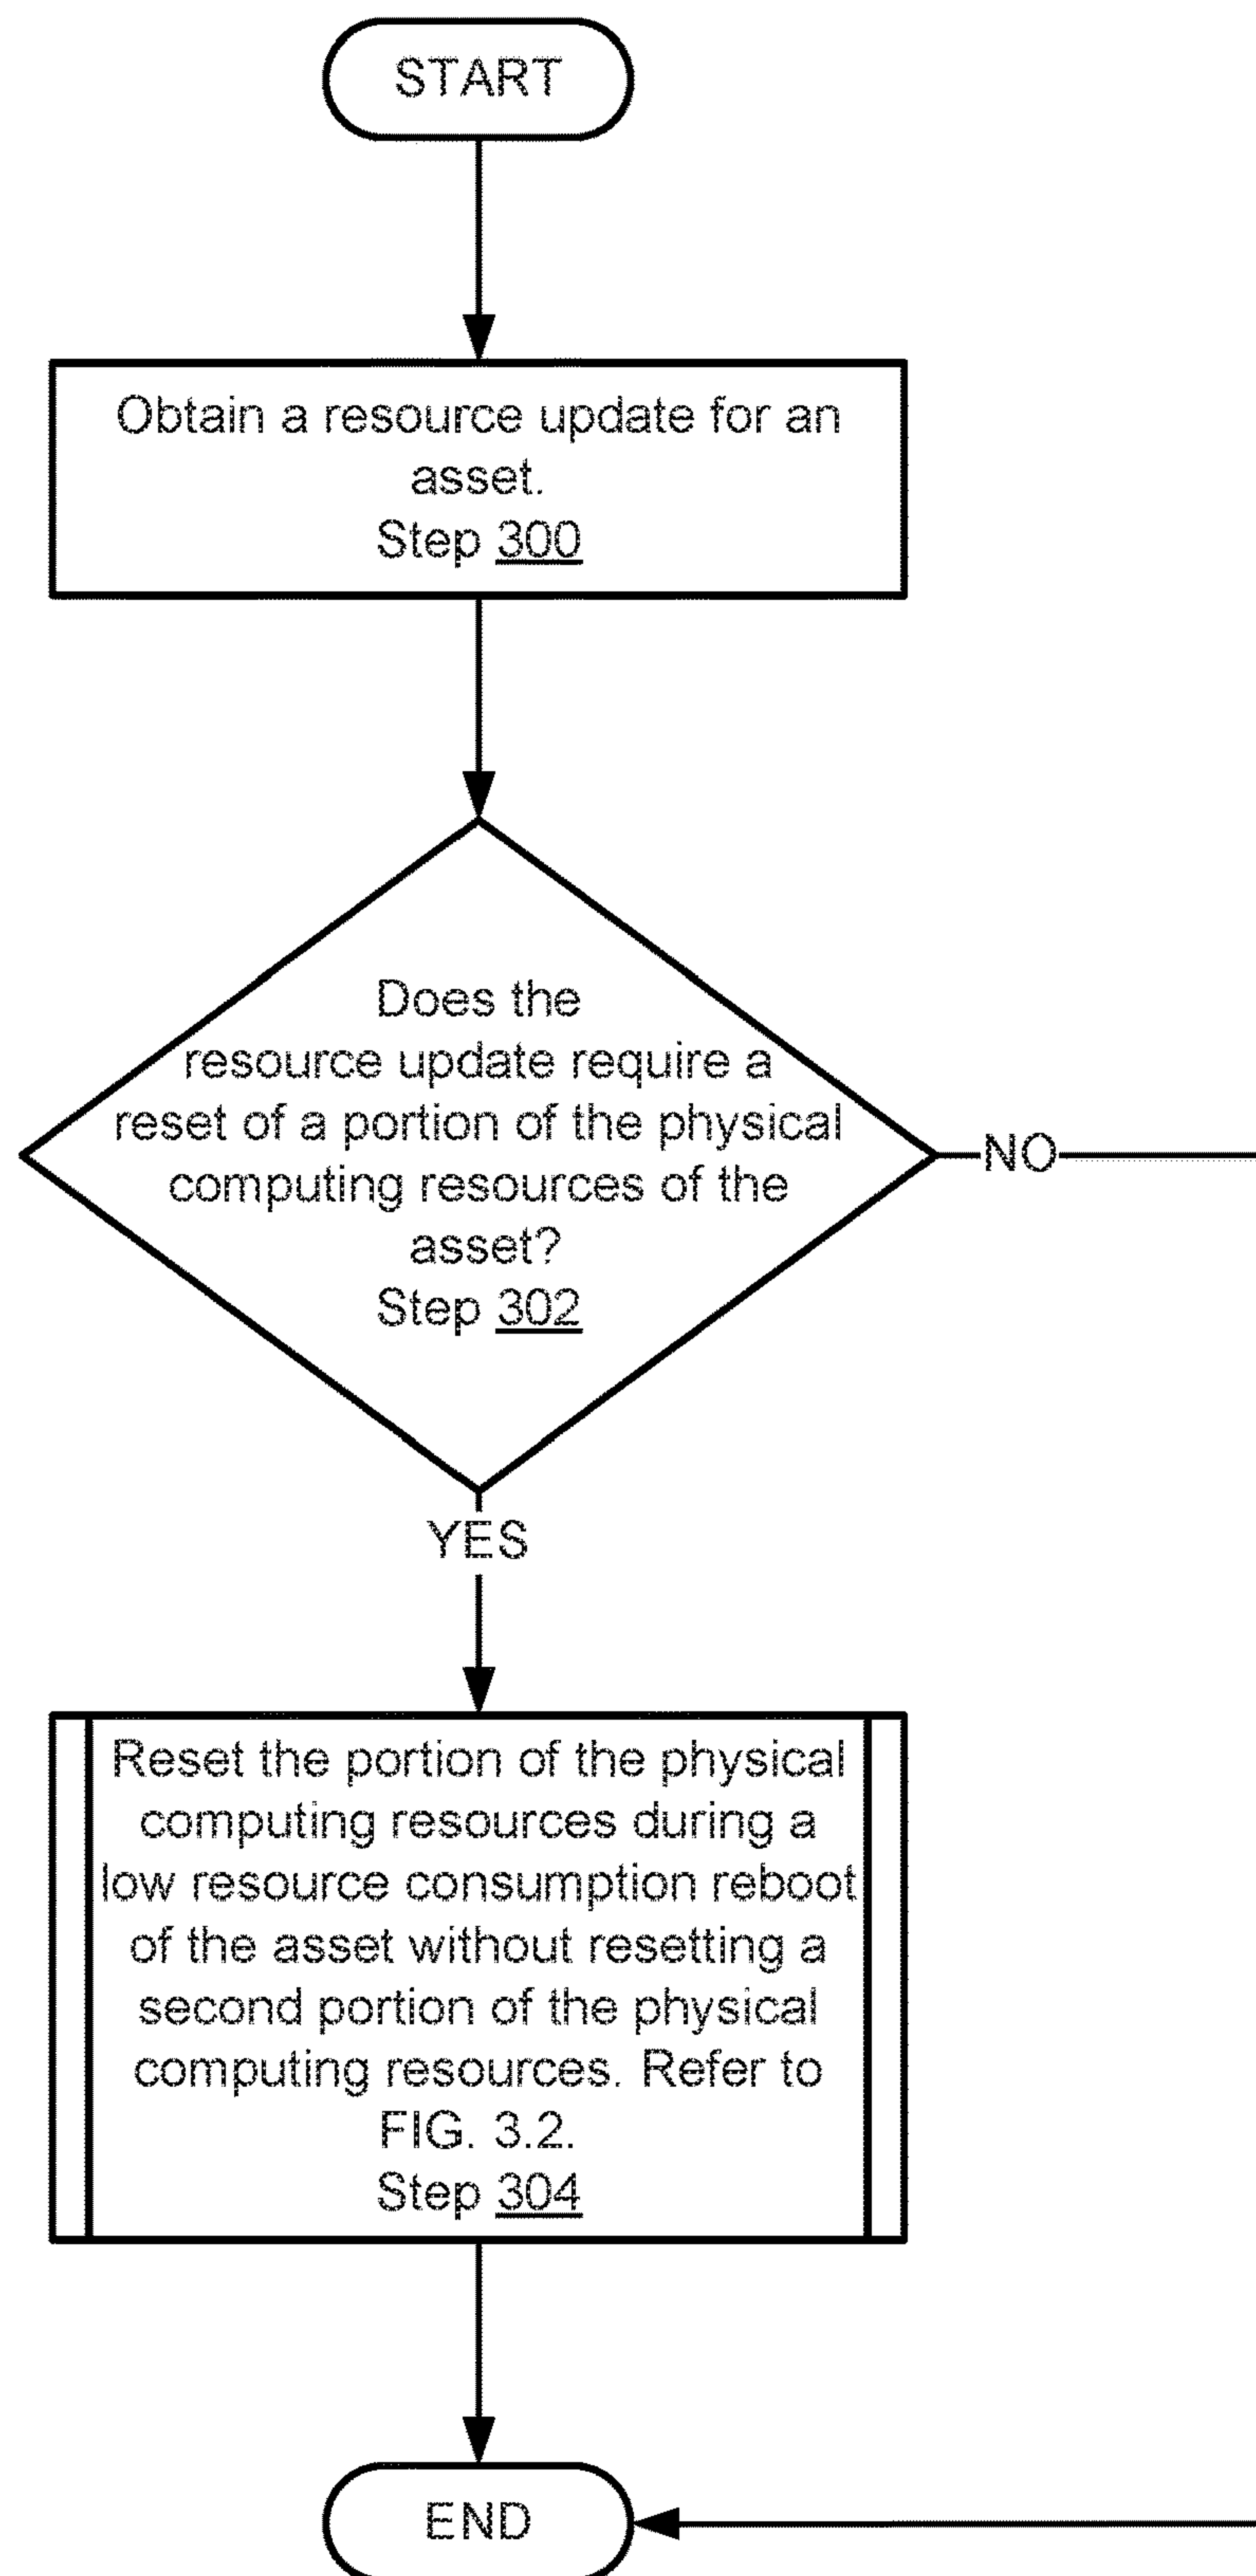 START
Obtain a resource update for an
asset.
Step 300
Does the
resource update require a
reset of a portion of the physical
computing resources of the
asset?
Step 302
NO
YES
Reset the portion of the physical
computing resources during a
low resource consumption reboot
of the asset without resetting a
second portion of the physical
computing resources. Refer to
FIG. 3.2.
Step 304
END